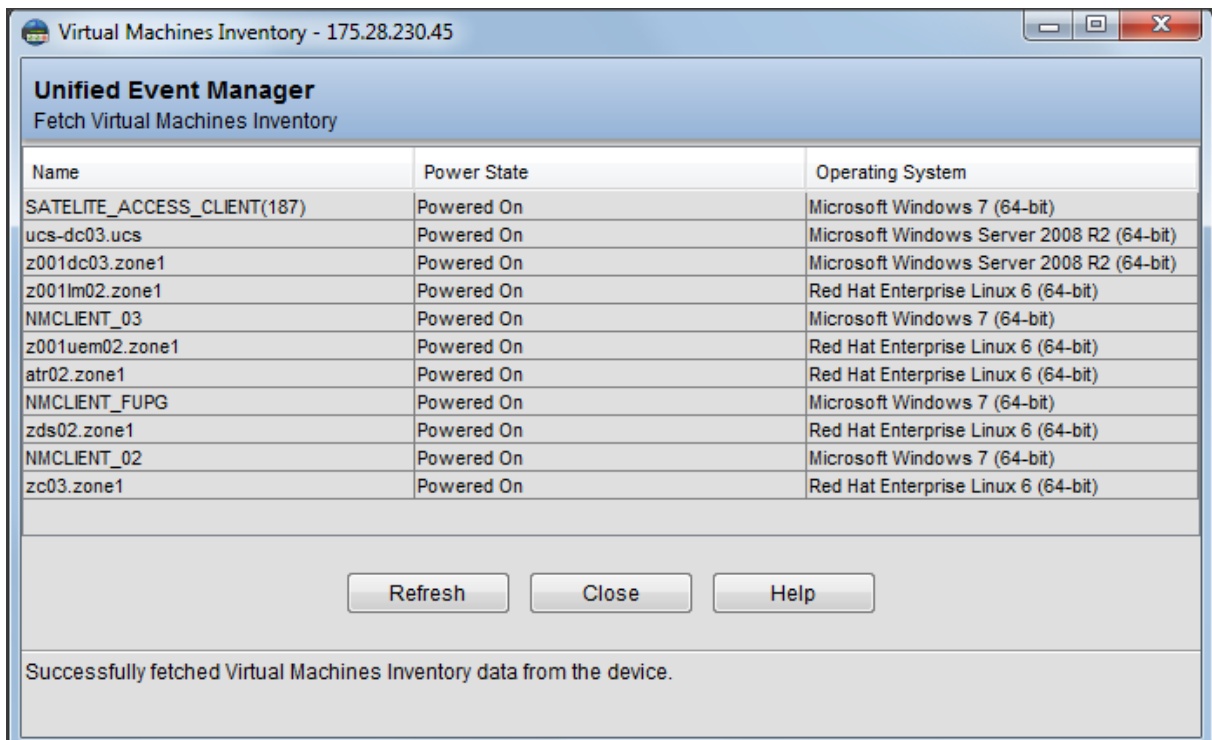 Virtual Machines Inventory - 175.28.230.45
Unified Event Manager
Fetch Virtual Machines Inventory
Name Power State Operating System
SATELITE_ACCESS_CLIENT(187) Powered On Microsoft Windows 7 (64-bit)
ucs-dc03.ucs Powered On Microsoft Windows Server 2008 R2 (64-bit)
z001dc03.zone1 Powered On Microsoft Windows Server 2008 R2 (64-bit)
z001lm02.zone1 Powered On Red Hat Enterprise Linux 6 (64-bit)
NMCLIENT_03 Powered On Microsoft Windows 7 (64-bit)
z001uem02.zone1 Powered On Red Hat Enterprise Linux 6 (64-bit)
atr02.zone1 Powered On Red Hat Enterprise Linux 6 (64-bit)
NMCLIENT_FUPG Powered On Microsoft Windows 7 (64-bit)
zds02.zone1 Powered On Red Hat Enterprise Linux 6 (64-bit)
NMCLIENT_02 Powered On Microsoft Windows 7 (64-bit)
zc03.zone1 Powered On Red Hat Enterprise Linux 6 (64-bit)
Refresh Close Help
Successfully fetched Virtual Machines Inventory data from the device.